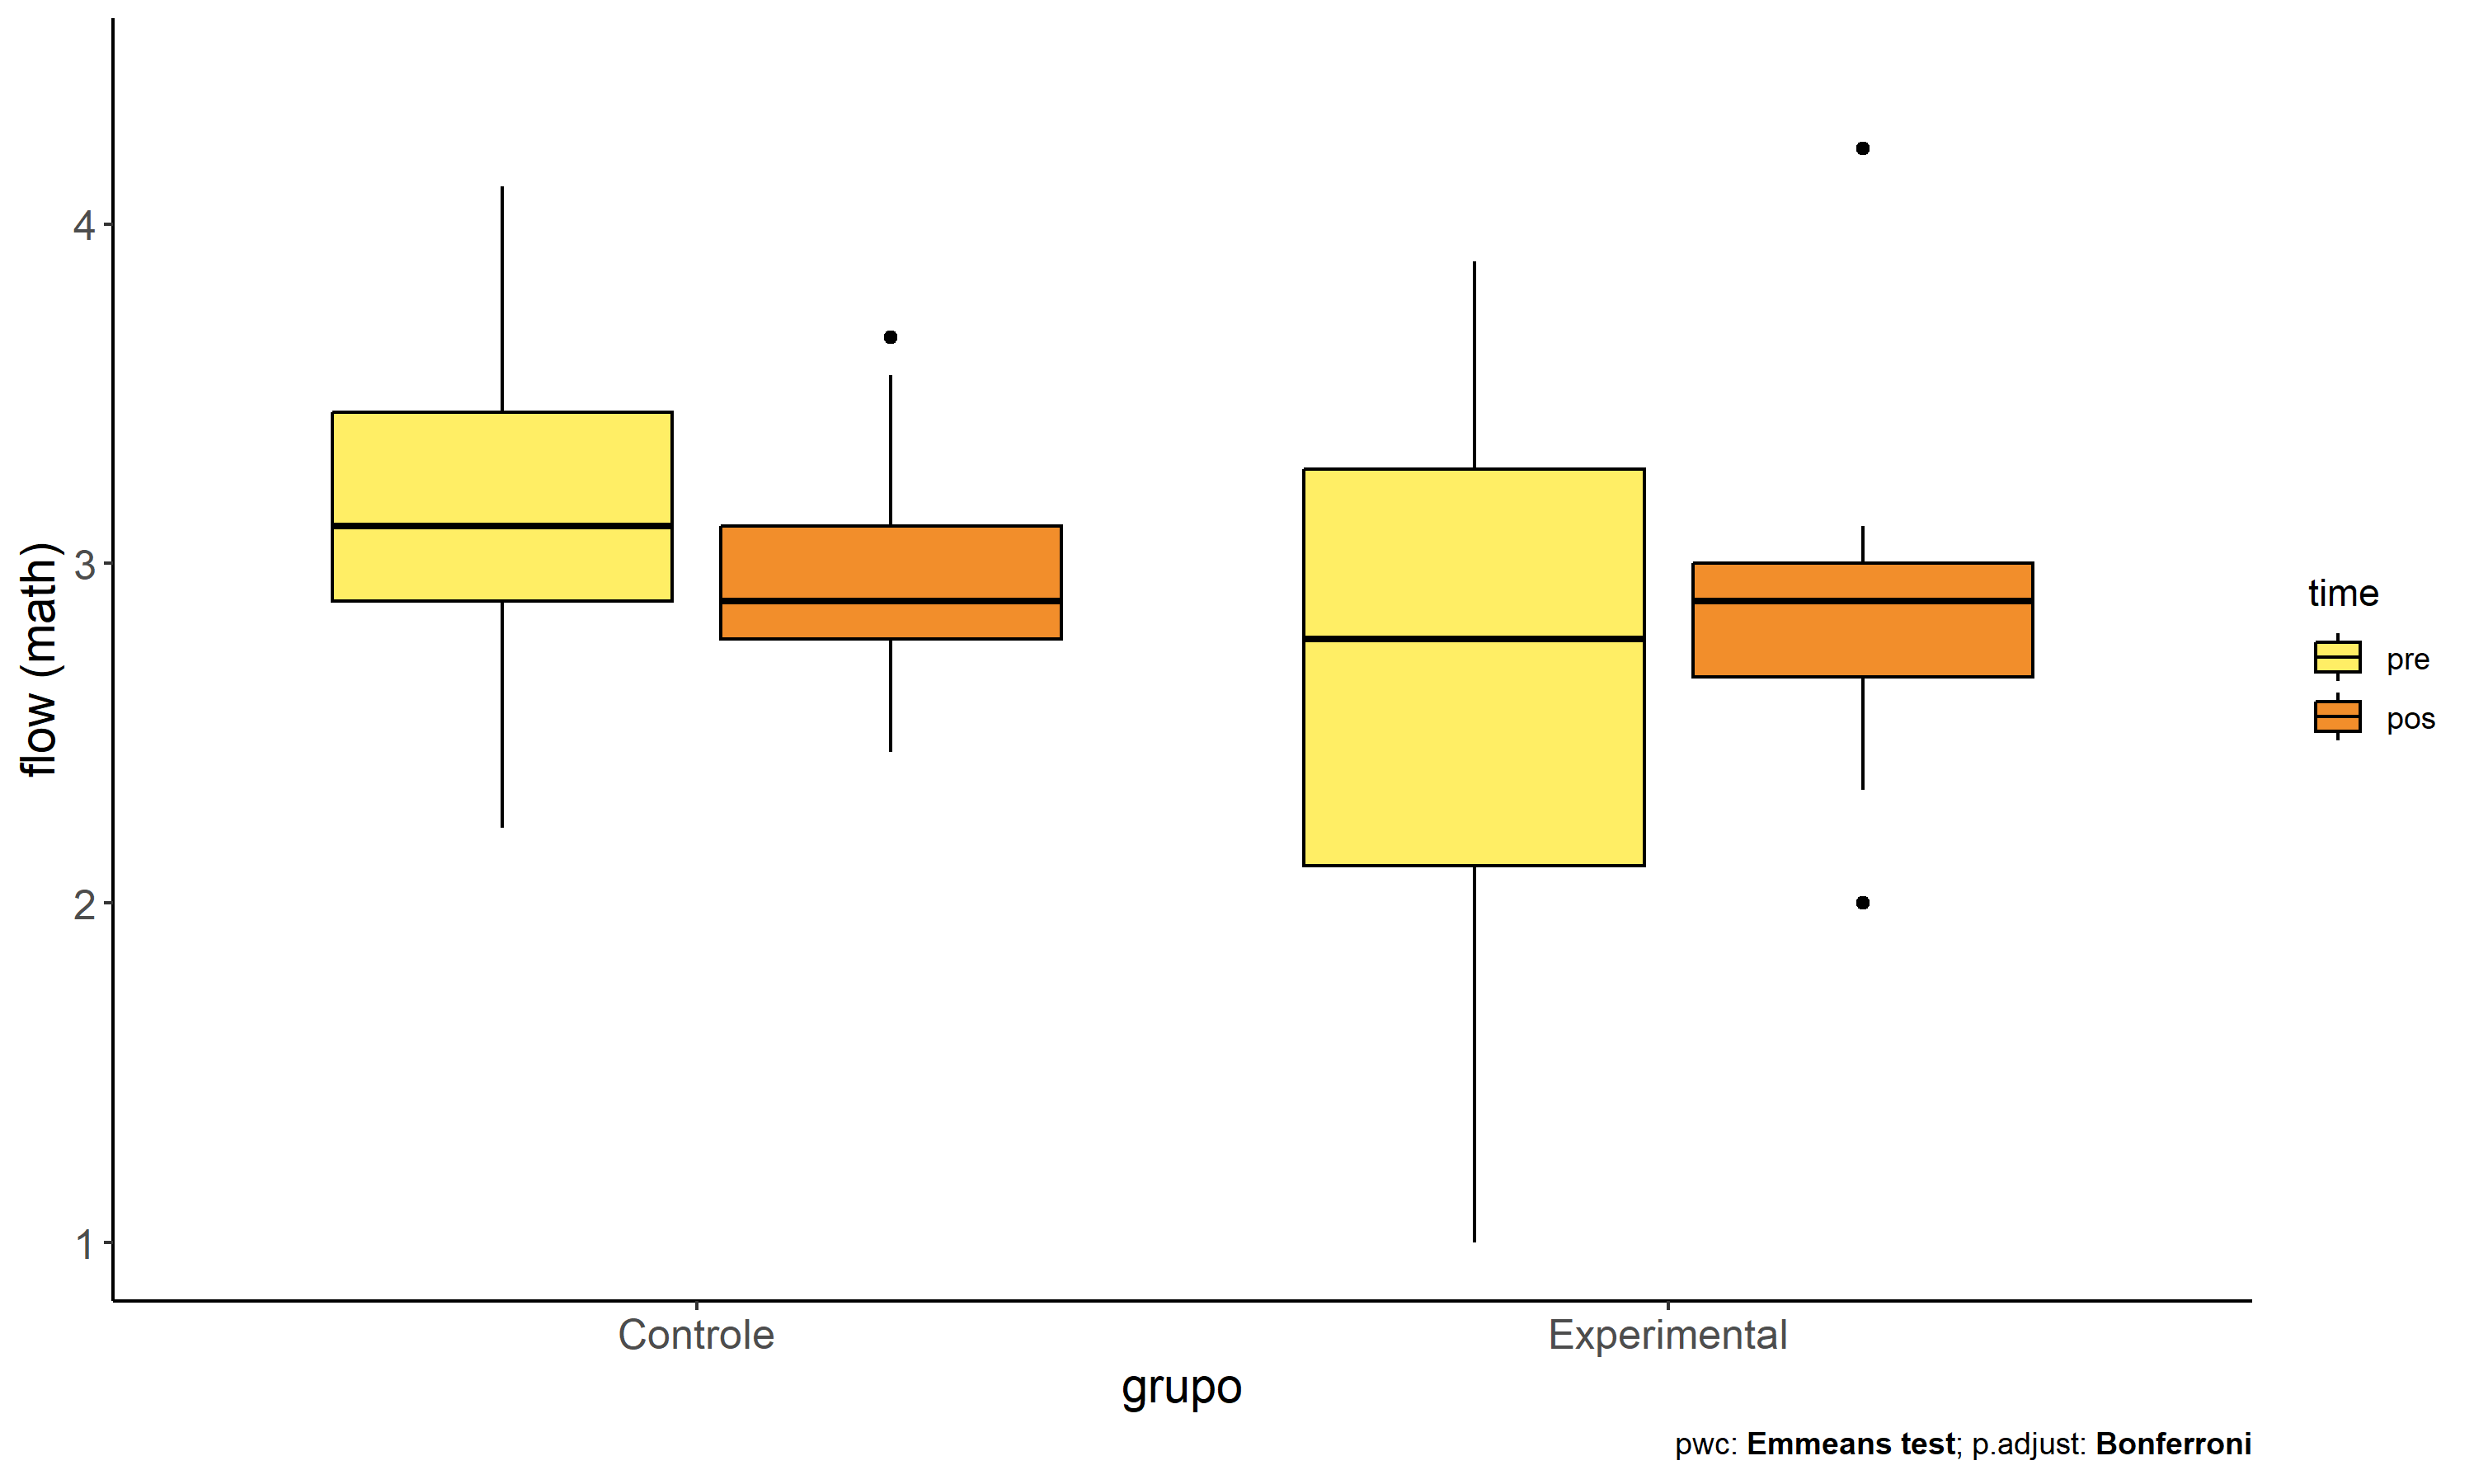 flow (math)
4
3
2
1
Controle
Experimental
grupo
time
pre
pos
pwc: Emmeans test; p.adjust: Bonferroni